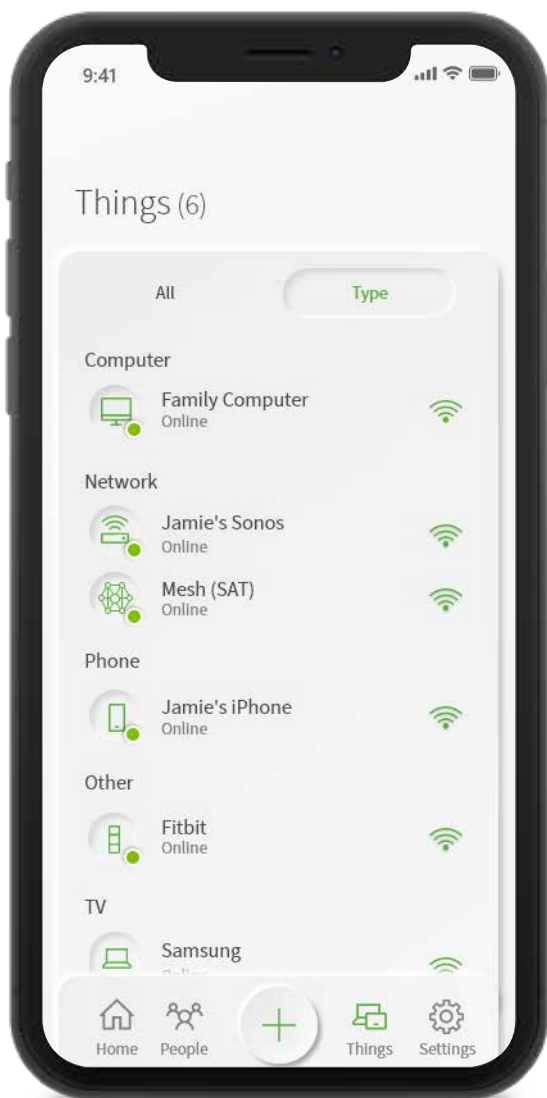 9:41
Things (6)
All
Type
Computer
Family Computer
Online
Network
Jamie's Sonos
Online
Mesh (SAT)
Online
Phone
Jamie's iPhone
Online
Other
Fitbit
Online
TV
Samsung
Home
People
Things
Settings